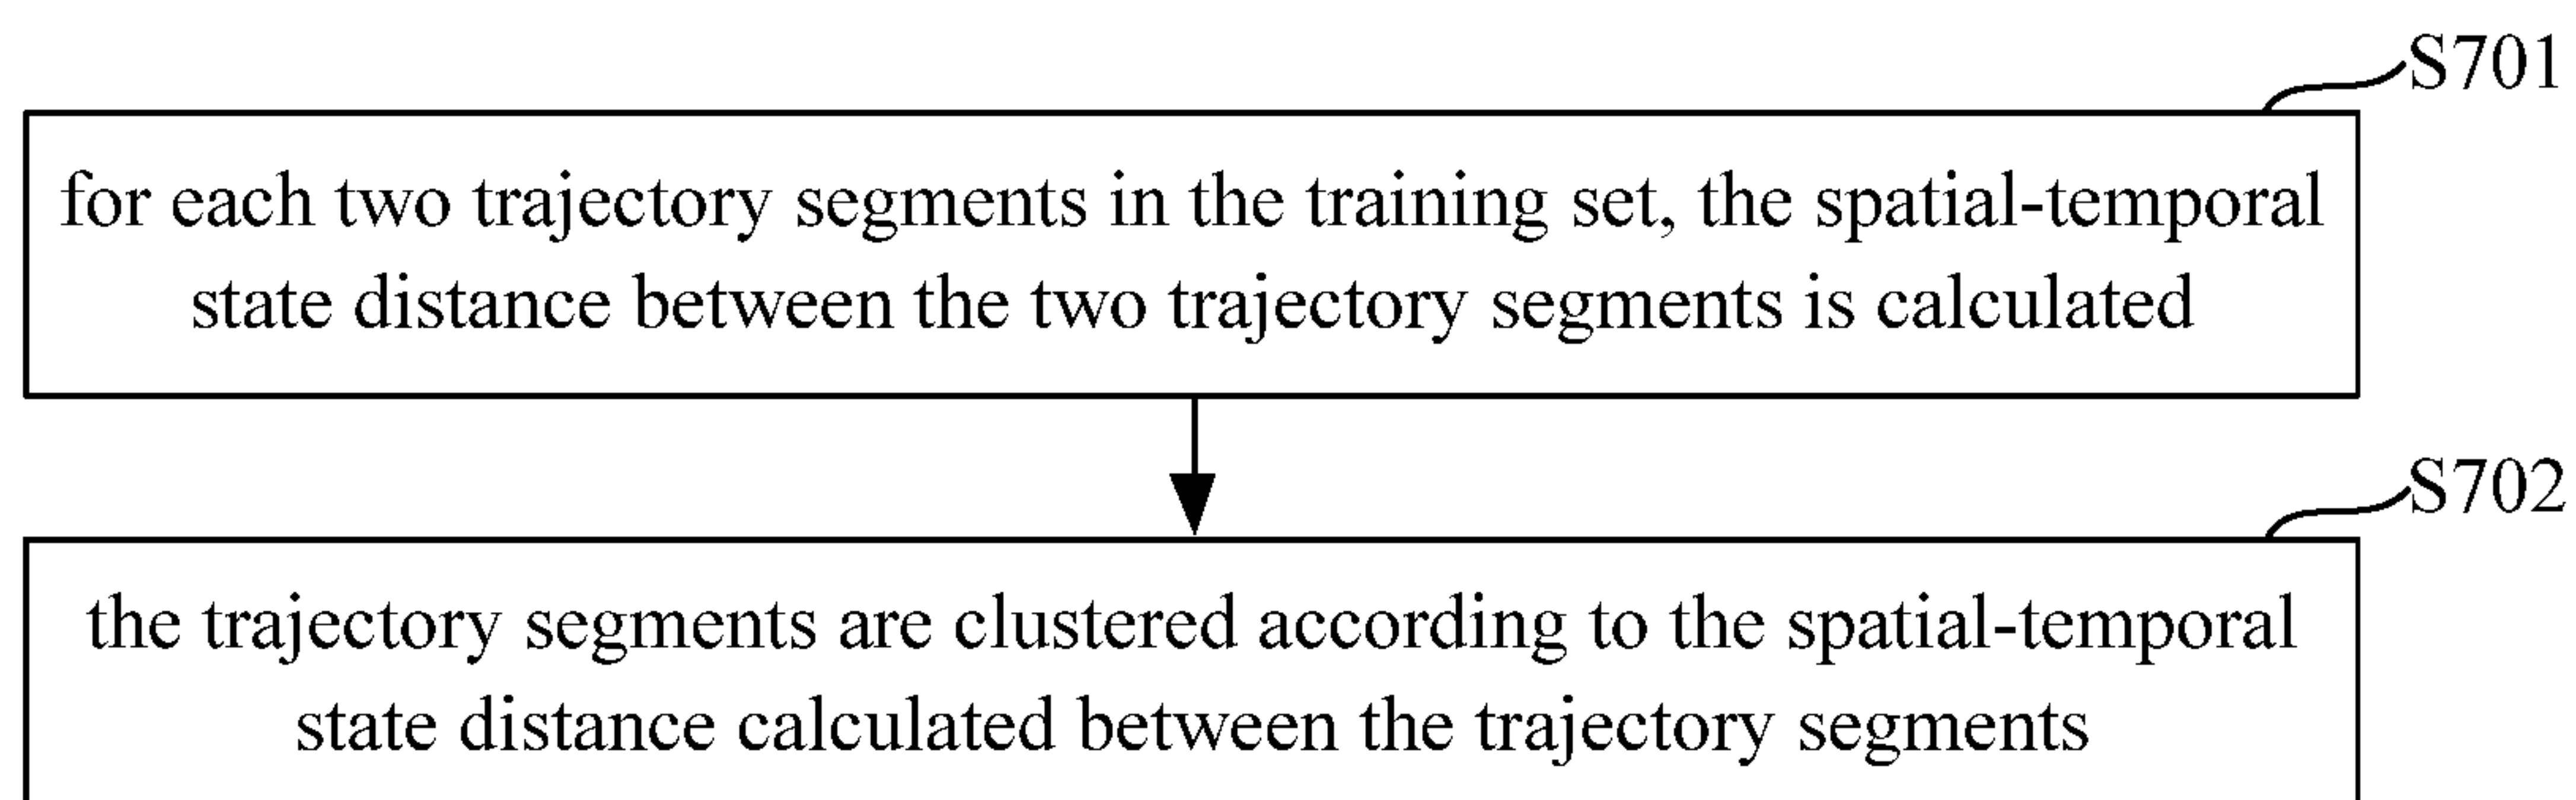 S701
for each two trajectory segments in the training set, the spatial-temporal
state distance between the two trajectory segments is calculated
S702
the trajectory segments are clustered according to the spatial-temporal
state distance calculated between the trajectory segments